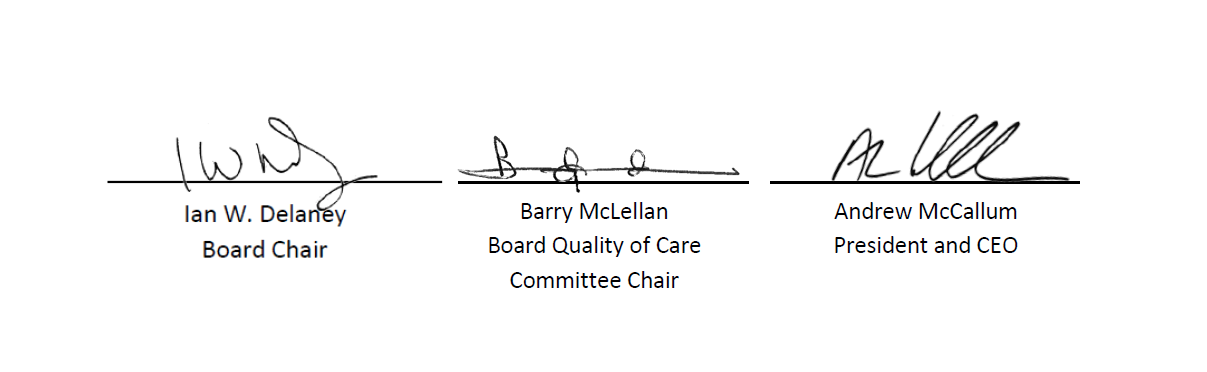 Ian W. Delaney
Board Chair
Barry McLellan
Board Quality of Care
Committee Chair
Andrew McCallum
President and CEO